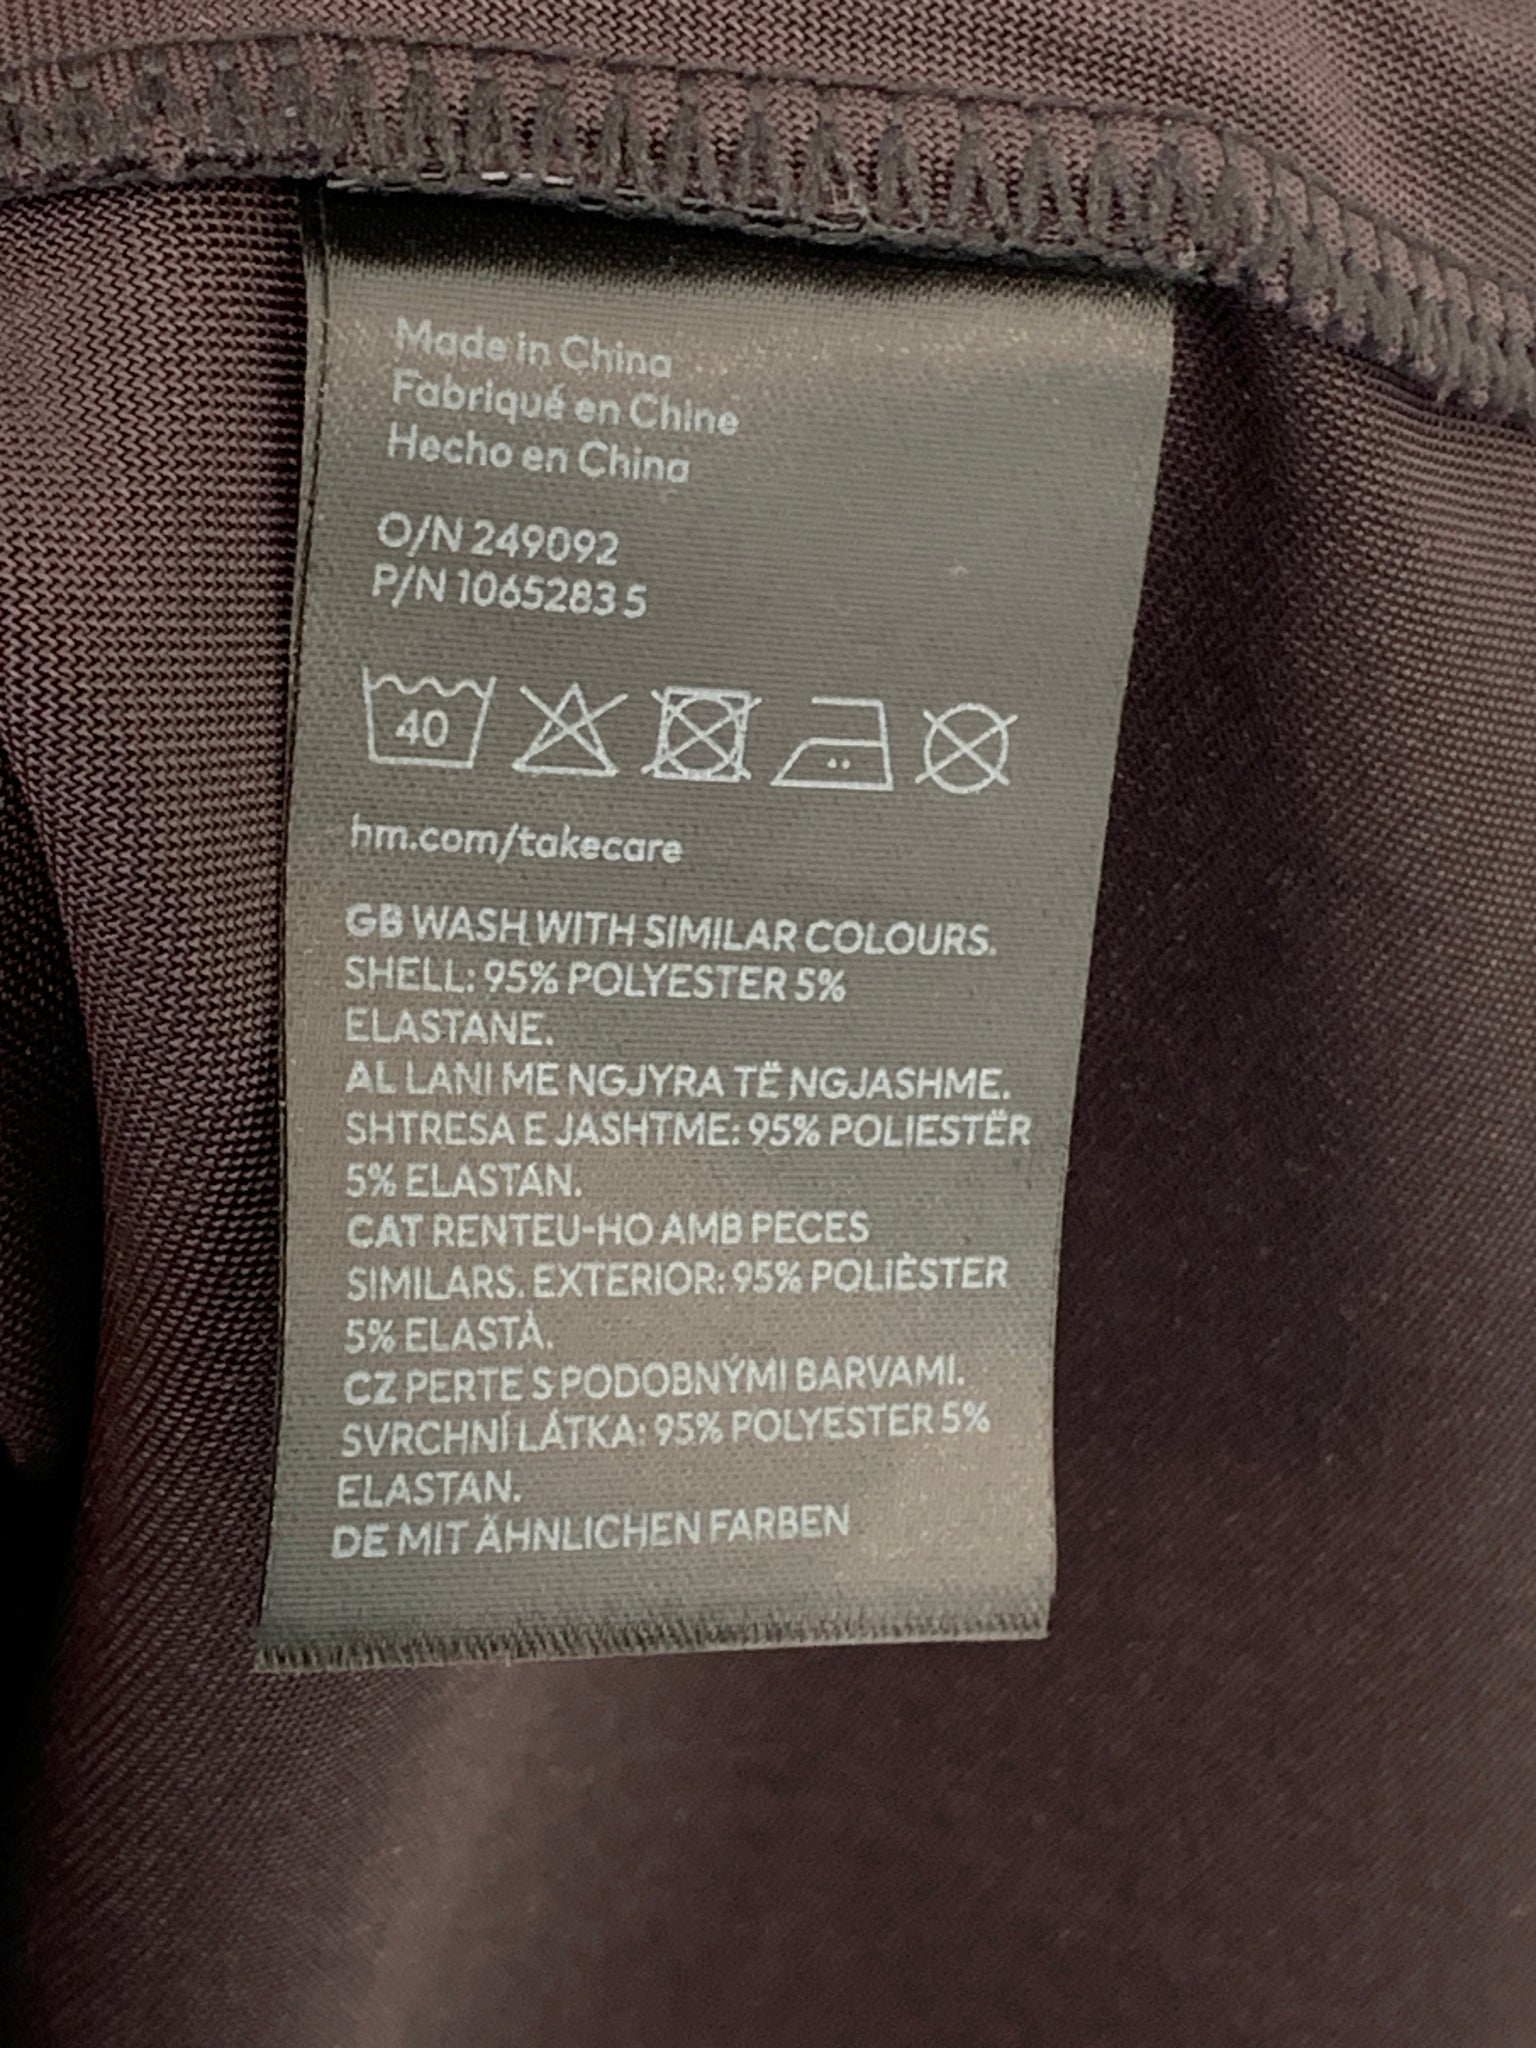 Made in China
Fabriqué en Chine
Hecho en China
O/N 249092
P/N 10652835
40
hm.com/takecare
GB WASH WITH SIMILAR COLOURS.
SHELL: 95% POLYESTER 5%
ELASTANE.
AL LANI ME NGJYRA TË NGJASHME.
SHTRESA E JASHTME: 95% POLIESTËR
5% ELASTAN.
CAT RENTEU-HO AMB PECES
SIMILARS. EXTERIOR: 95% POLIÈSTER
5% ELASTÀ.
CZ PERTE S PODOBNÝMI BARVAMI.
SVRCHNÍ LÁTKA: 95% POLYESTER 5%
ELASTAN.
DE MIT ÄHNLICHEN FARBEN